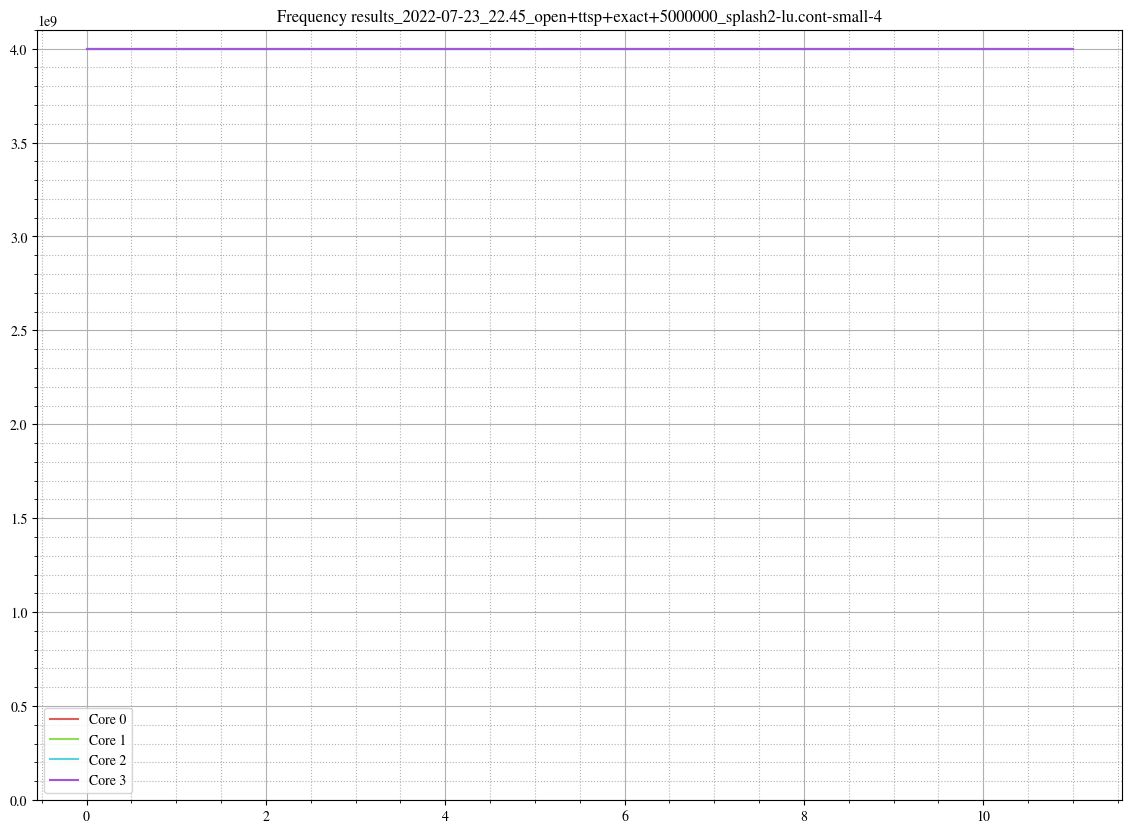 Frequency results_2022-07-23_22.45_open+ttsp+exact+5000000_splash2-lu.cont-small-4
1e9
4.0
3.5
3.0
2.5
2.0
1.5
1.0
0.5
0.0
Core 0
Core 1
Core 2
Core 3
0 2 4 6 8 10